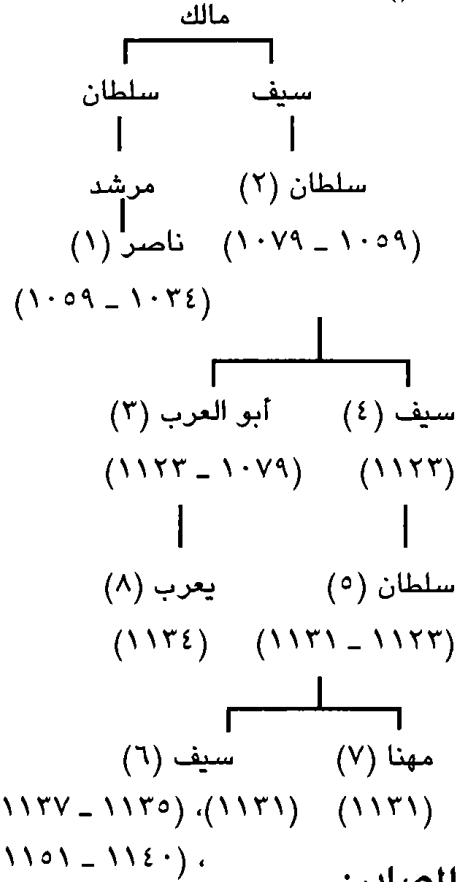 مالك
سيف سلطان
سلطان (٢) مرشد
(١٠٥٩ – ١٠٧٩) ناصر (١)
(١٠٣٤ – ١٠٥٩)
سيف (٤) أبو العرب (٣)
(١١٢٣) (١٠٧٩ – ١١٢٣)
سلطان (٥) يعرب (٨)
(١١٢٣ – ١١٣١) (١١٣٤)
مهنا (٧) سيف (٦)
(١١٣١) (١١٣١)، (١١٣٥ – ١١٣٧
، (١١٤٠ – ١١٥١